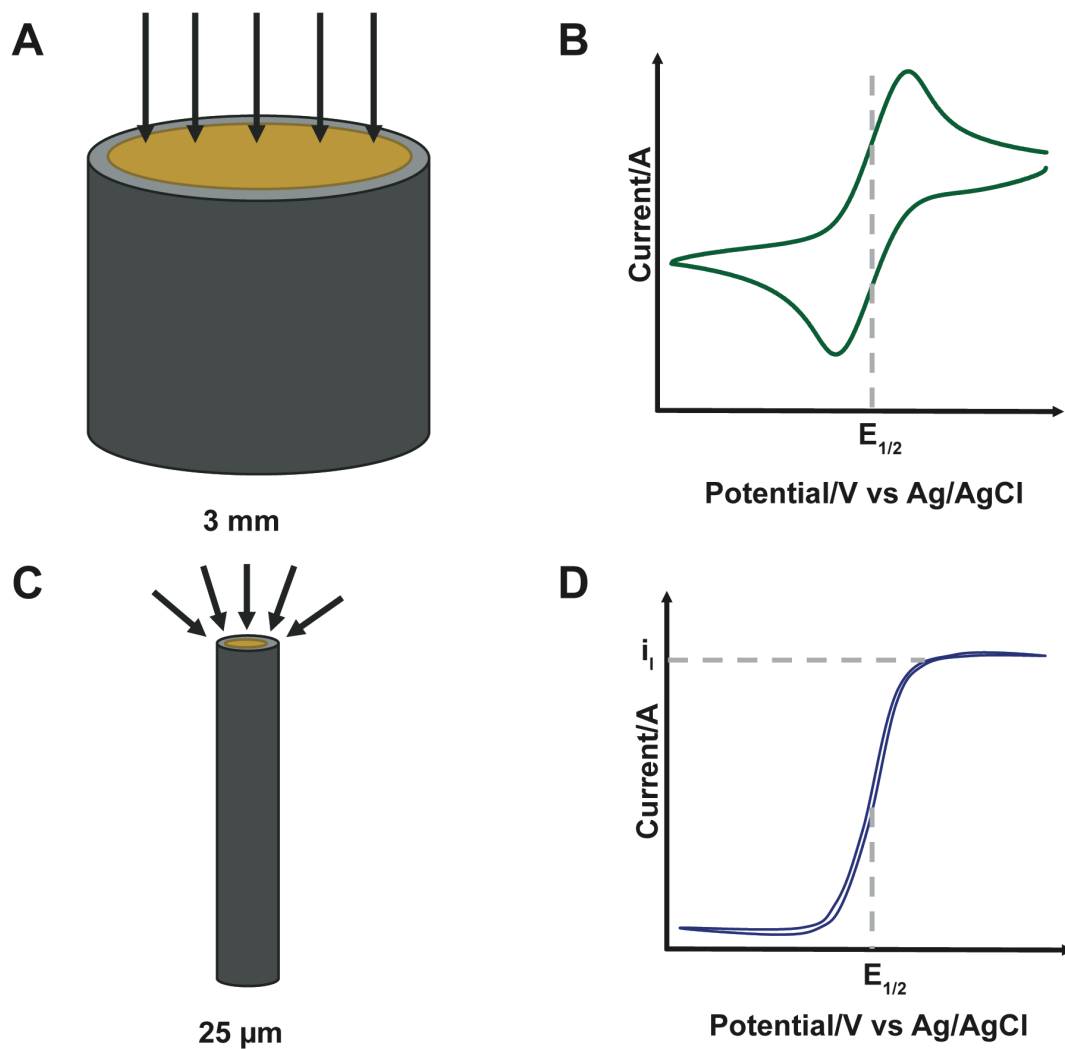 A
B
Current/A
E1/2
Potential/V vs Ag/AgCl
3 mm
C
D
il
Current/A
E1/2
Potential/V vs Ag/AgCl
25 µm